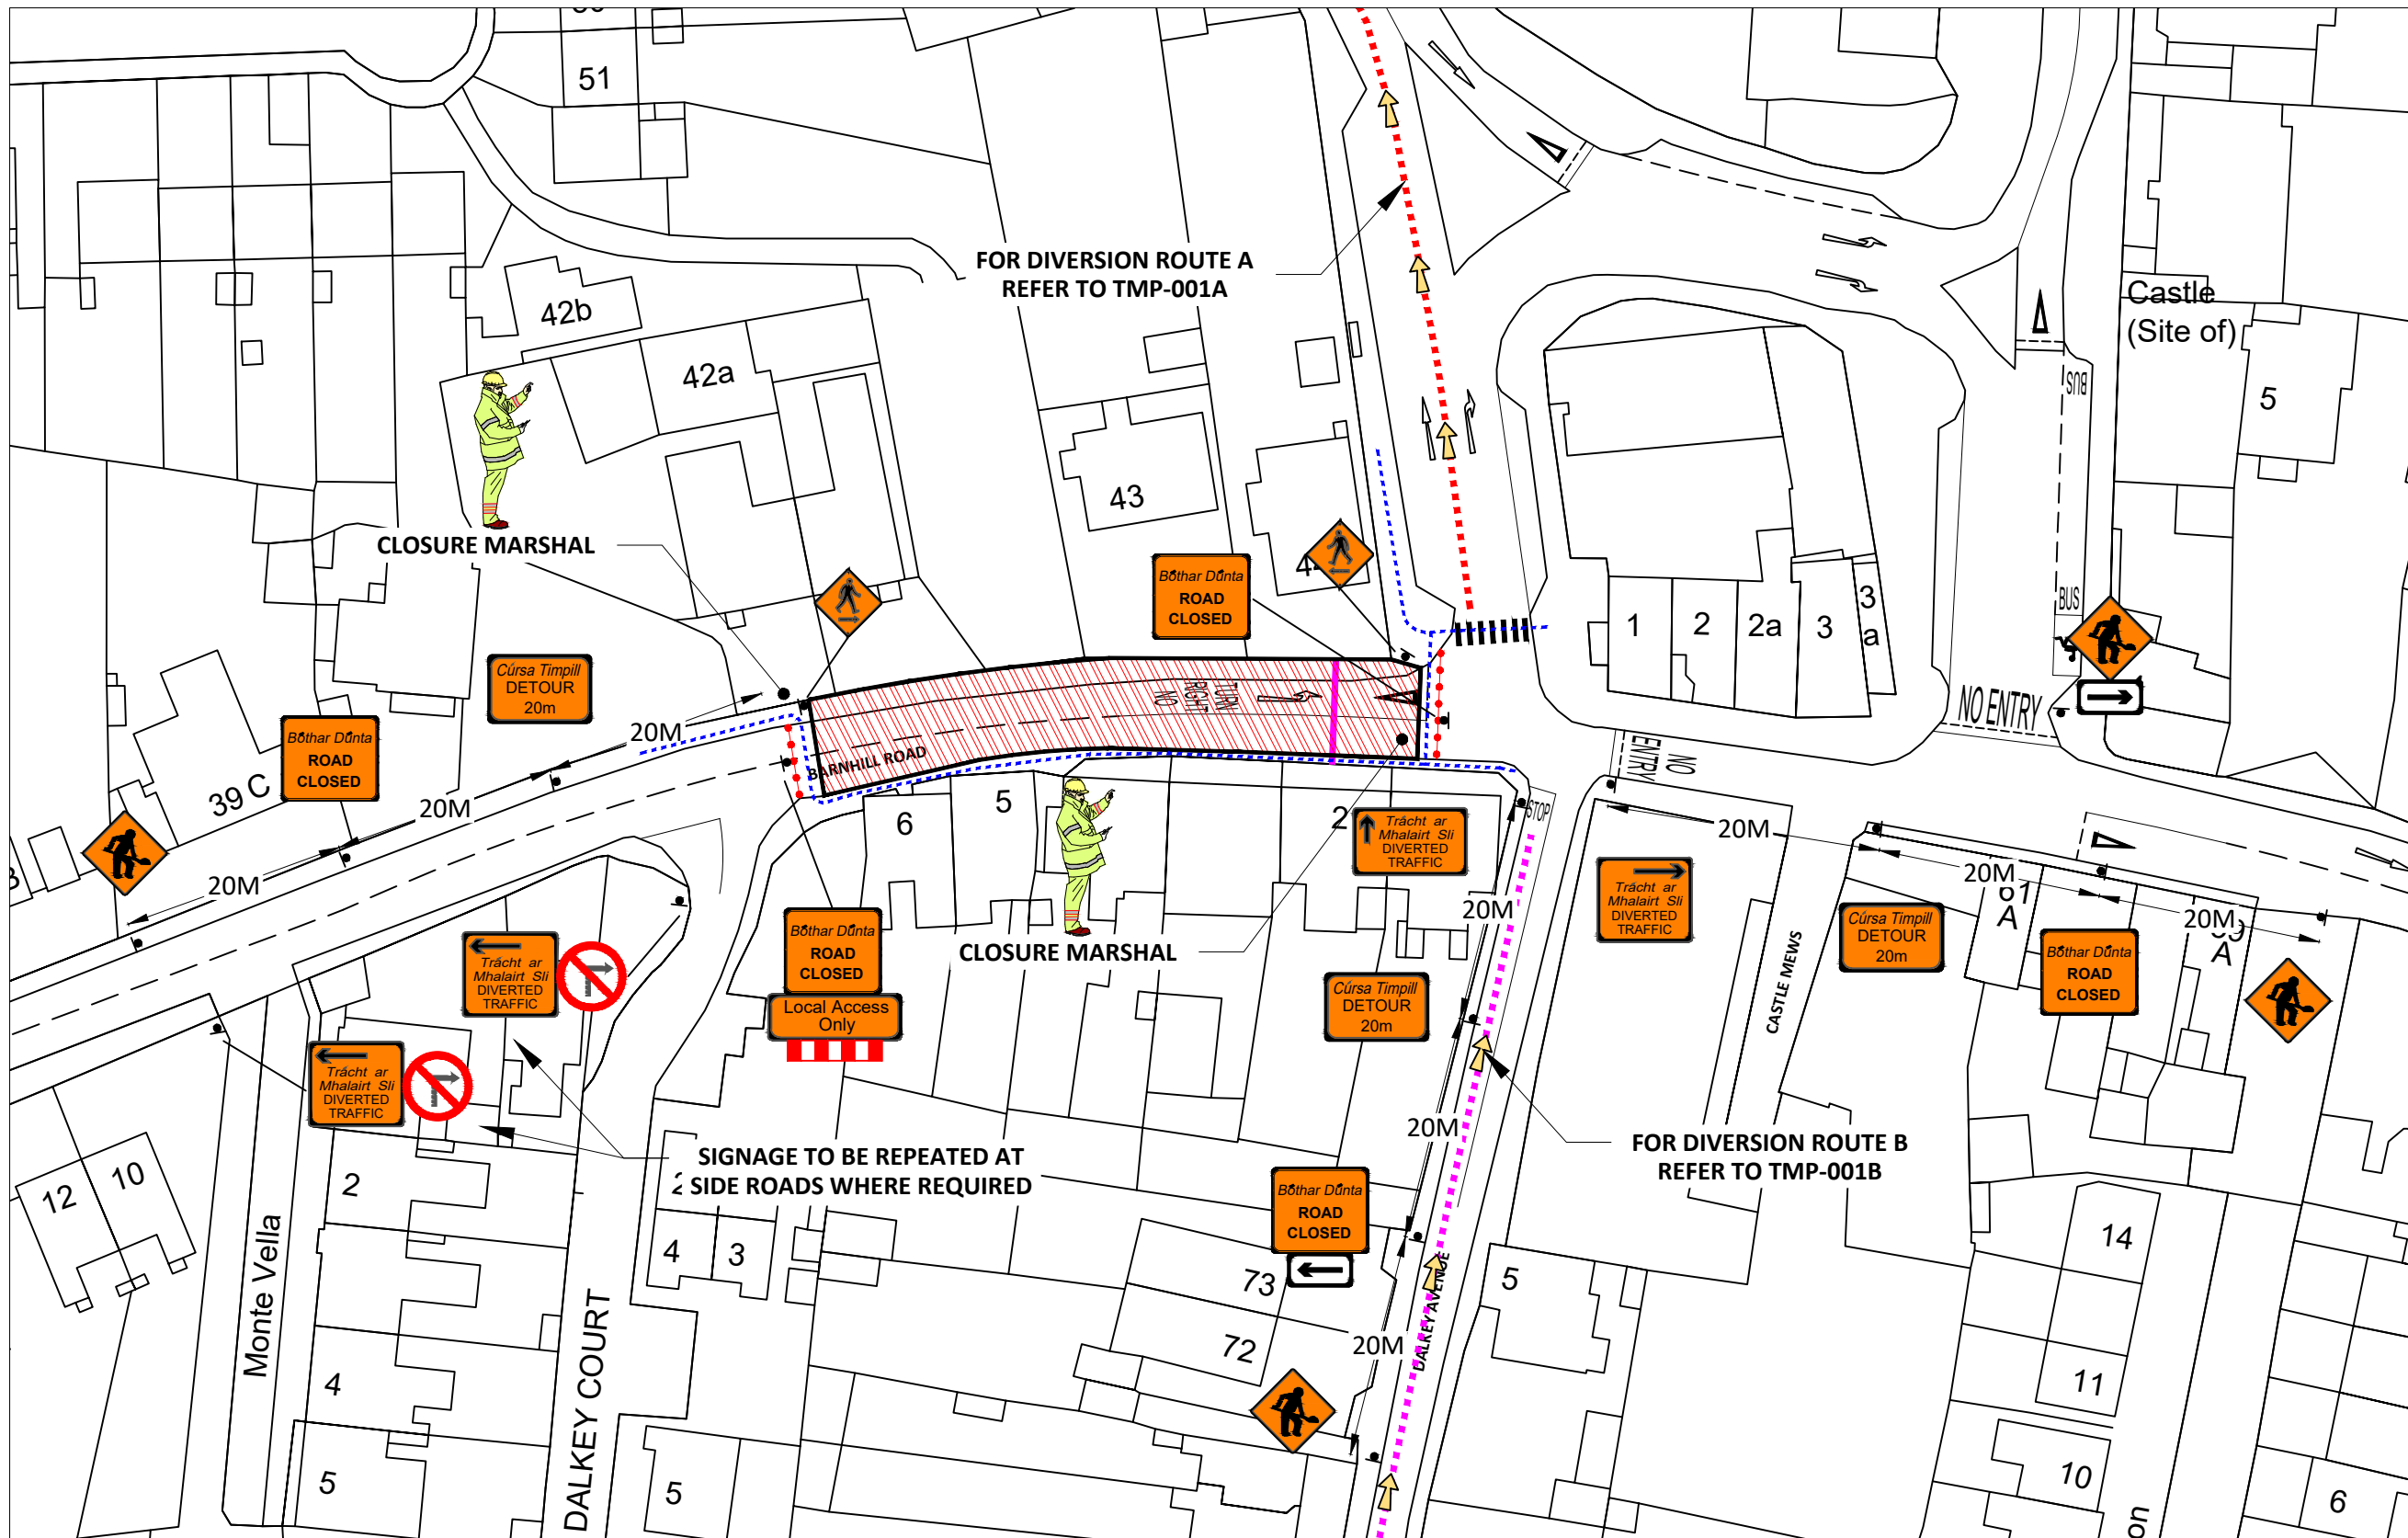 51
FOR DIVERSION ROUTE A
REFER TO TMP-001A
Castle
(Site of)
42b
42a
5
BUS
43
CLOSURE MARSHAL
Bóthar Dúnta
ROAD
CLOSED
BUS
1
2
2a
3
3
a
Cúrsa Timpill
DETOUR
20m
TURN
RIGHT
NO
NO ENTRY
Bóthar Dúnta
ROAD
CLOSED
20M
BARNHILL ROAD
NO
ENTRY
39 C
20M
6
5
2
STOP
20M
Trácht ar
Mhalairt Slí
DIVERTED
TRAFFIC
20M
20M
61
A
20M
A
Trácht ar
Mhalairt Slí
DIVERTED
TRAFFIC
20M
Cúrsa Timpill
DETOUR
20m
Bóthar Dúnta
ROAD
CLOSED
CLOSURE MARSHAL
Bóthar Dúnta
ROAD
CLOSED
Local Access
Only
Trácht ar
Mhalairt Slí
DIVERTED
TRAFFIC
Cúrsa Timpill
DETOUR
20m
CASTLE MEWS
Trácht ar
Mhalairt Slí
DIVERTED
TRAFFIC
20M
FOR DIVERSION ROUTE B
REFER TO TMP-001B
SIGNAGE TO BE REPEATED AT
SIDE ROADS WHERE REQUIRED
12
10
2
Bóthar Dúnta
ROAD
CLOSED
4
3
73
5
14
Monte Vella
DALKEY COURT
DALKEY AVENUE
72
20M
4
11
5
5
10
6